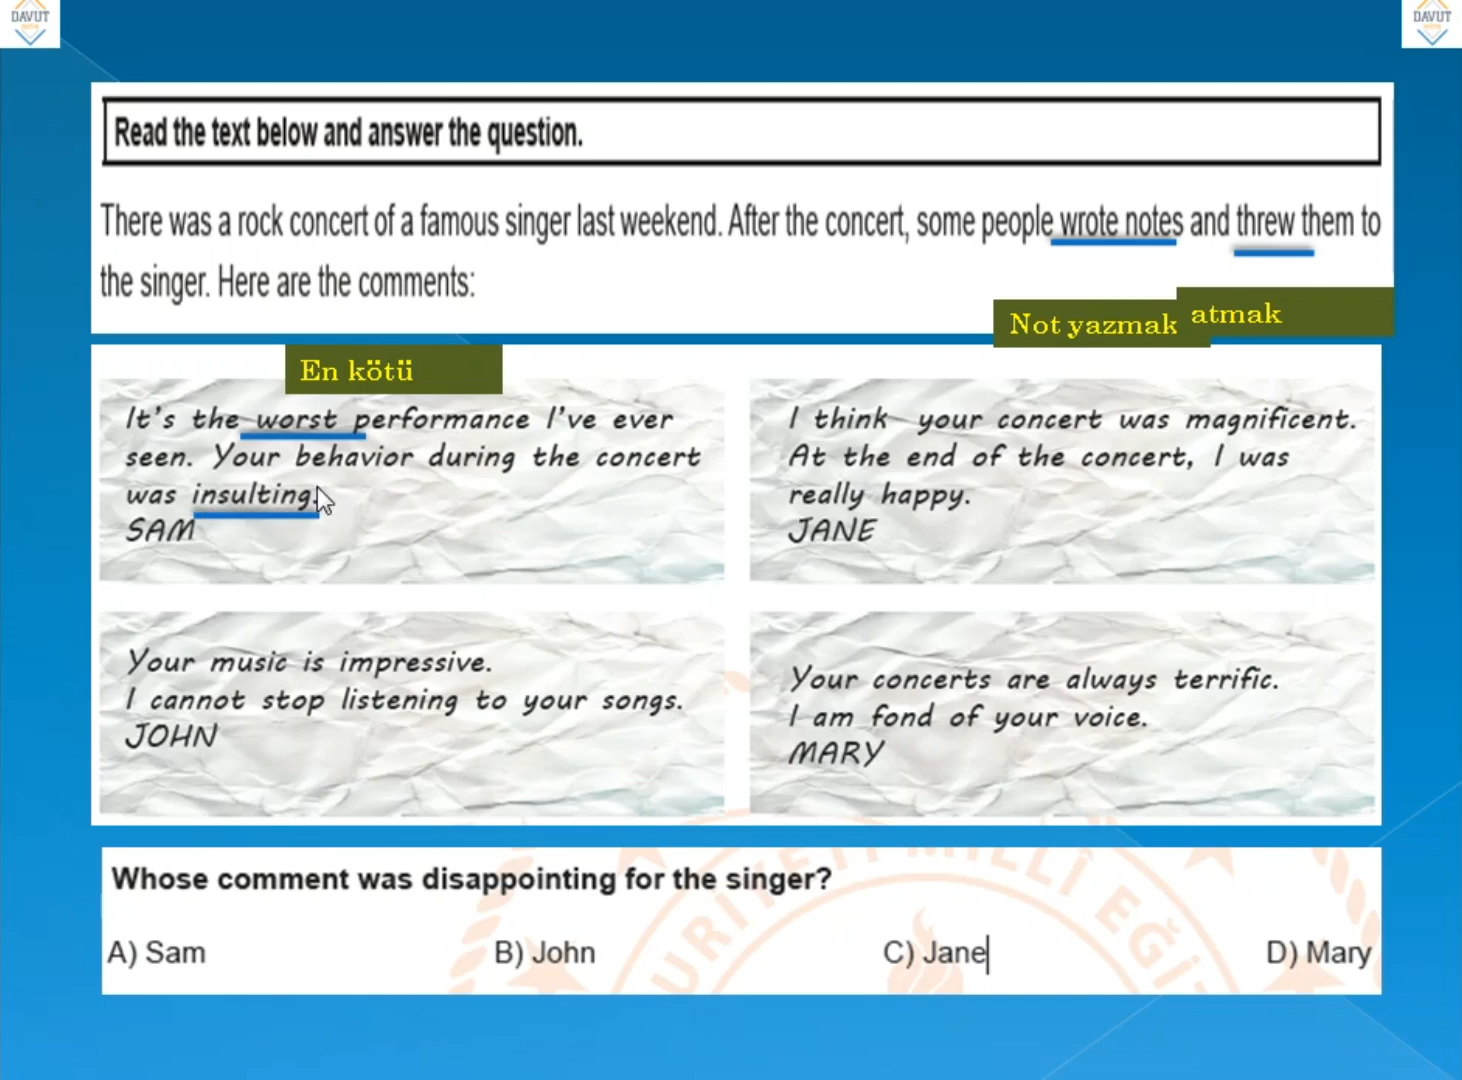 DAVUT
DAVUT
Read the text below and answer the question.
There was a rock concert of a famous singer last weekend. After the concert, some people wrote notes and threw them to
the singer. Here are the comments:
Not yazmak
atmak
En kötü
It's the worst performance I've ever
seen. Your behavior during the concert
was insulting.
SAM
I think your concert was magnificent.
At the end of the concert, I was
really happy.
JANE
Your music is impressive.
I cannot stop listening to your songs.
JOHN
Your concerts are always terrific.
I am fond of your voice.
MARY
Whose comment was disappointing for the singer?
A) Sam
B) John
C) Jane
D) Mary